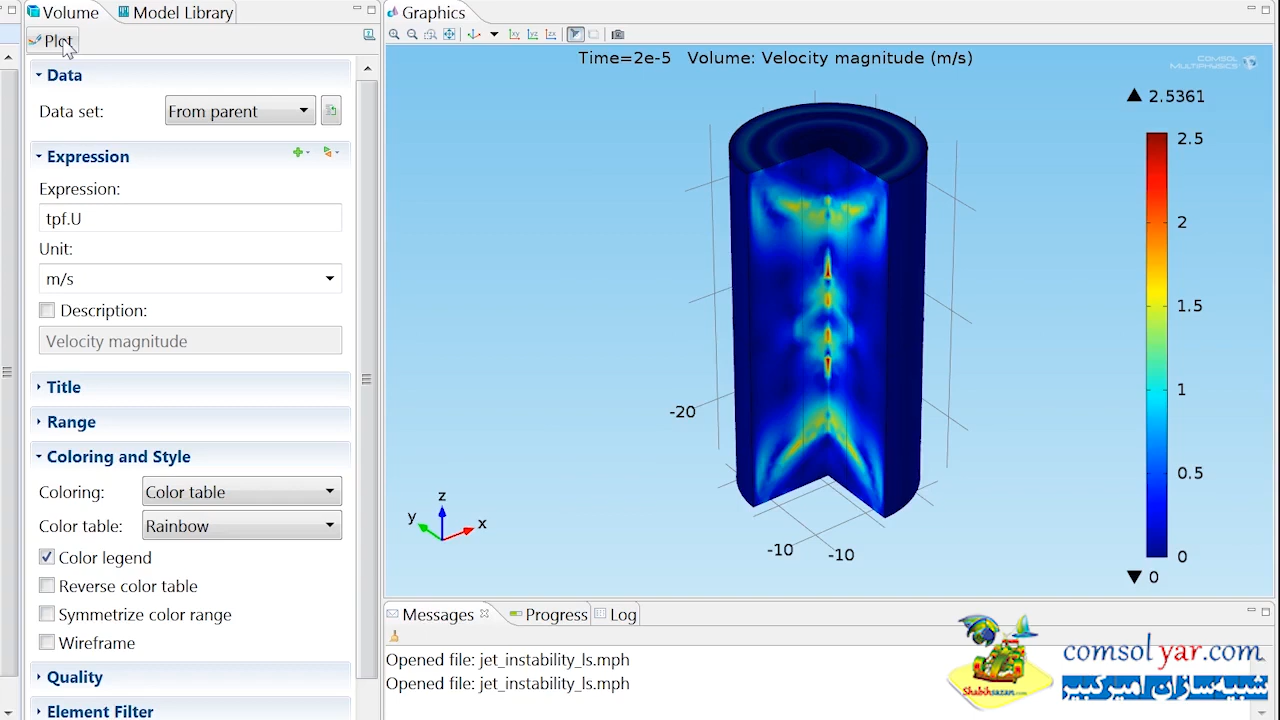 Volume
Model Library
Plot
Data
Data set:
From parent
Expression
Expression:
tpf.U
Unit:
m/s
Description:
Velocity magnitude
Title
Range
Coloring and Style
Coloring:
Color table
Color table:
Rainbow
Color legend
Reverse color table
Symmetrize color range
Wireframe
Quality
Element Filter
Graphics
xy
yz
xz
Time=2e-5 Volume: Velocity magnitude (m/s)
COMSOL
MULTIPHYSICS
2.5361
2.5
2
1.5
1
0.5
0
0
-20
-10
-10
z
y
x
Messages
Progress
Log
Opened file: jet_instability_ls.mph
Opened file: jet_instability_ls.mph
Shabihsazan.com
comsolyar.com
شبیه سازان امیرکبیر